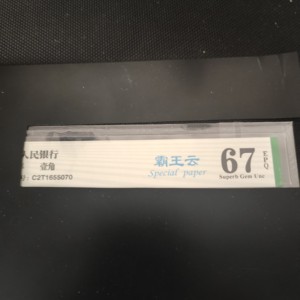 人民银行
壹角
: C2T1655070
霸王云
Special paper
67
EPQ
Superb Gem Unc